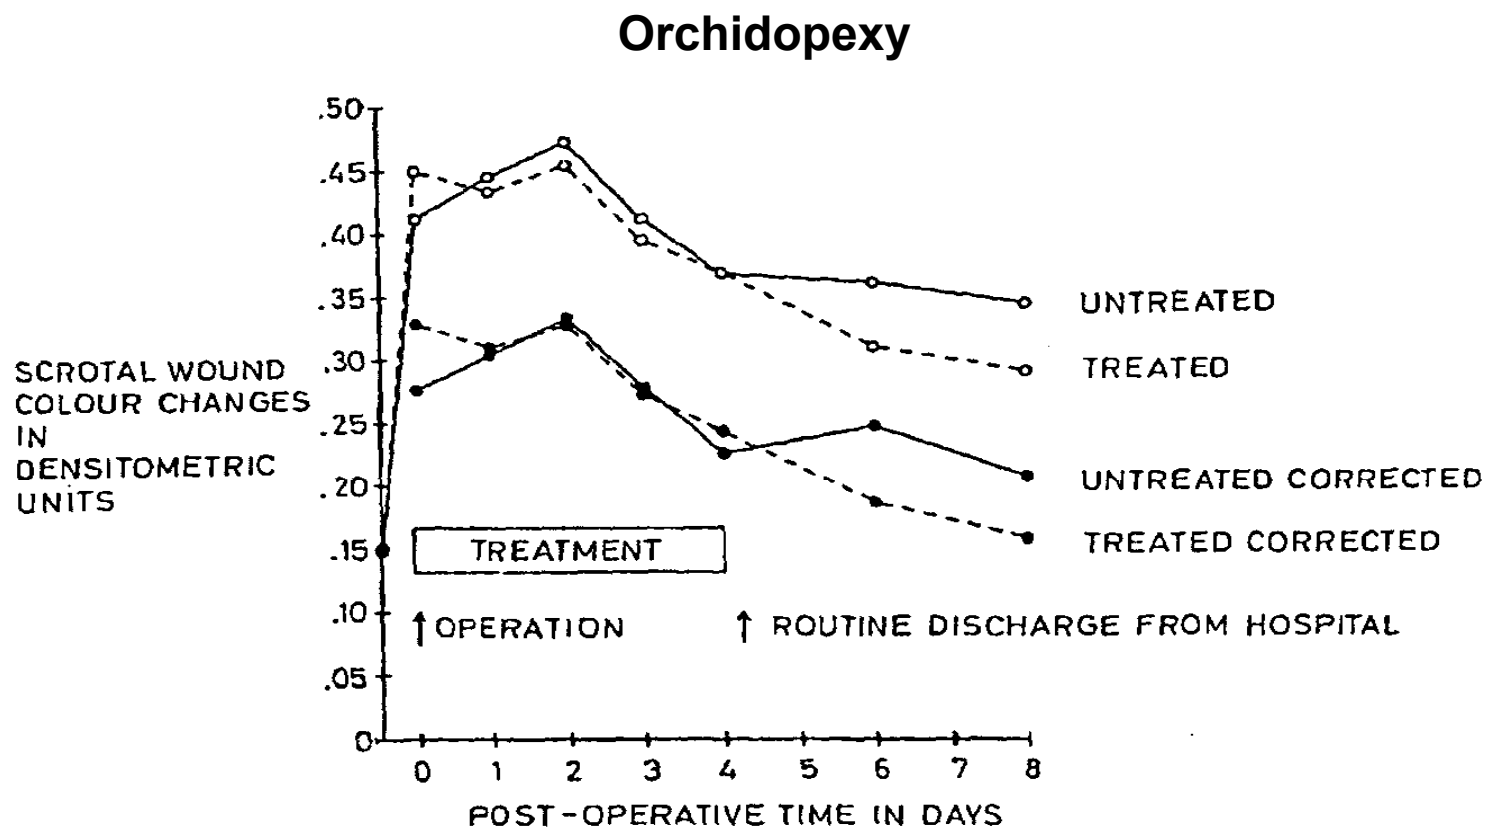 Orchidopexy
.50
.45
.40
.35
.30
.25
.20
.15
.10
.05
0
SCROTAL WOUND
COLOUR CHANGES
IN
DENSITOMETRIC
UNITS
UNTREATED
TREATED
UNTREATED CORRECTED
TREATED CORRECTED
TREATMENT
↑ OPERATION
↑ ROUTINE DISCHARGE FROM HOSPITAL
0 1 2 3 4 5 6 7 8
POST-OPERATIVE TIME IN DAYS